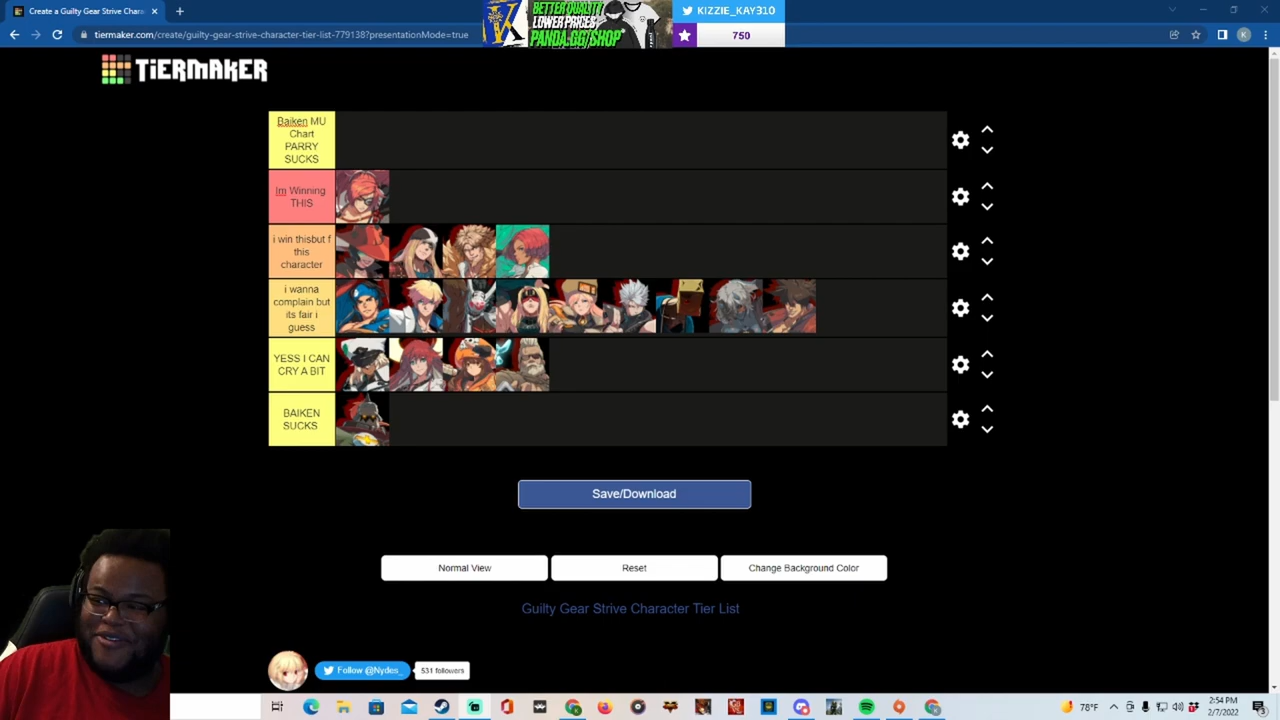 Create a Guilty Gear Strive Chara
BETTER QUALITY
LOWER PRICES
PANDA.GG/SHOP*
KIZZIE_KAY310
tiermaker.com/create/guilty-gear-strive-character-tier-list-779138?presentationMode=true
750
K
TiERMAKER
Baiken MU
Chart
PARRY
SUCKS
Im Winning
THIS
i win thisbut f
this
character
i wanna
complain but
its fair i
guess
YESS I CAN
CRY A BIT
BAIKEN
SUCKS
Save/Download
Normal View
Reset
Change Background Color
Guilty Gear Strive Character Tier List
Follow @Nydes_
531 followers
78°F
2:54 PM
2/7/2022